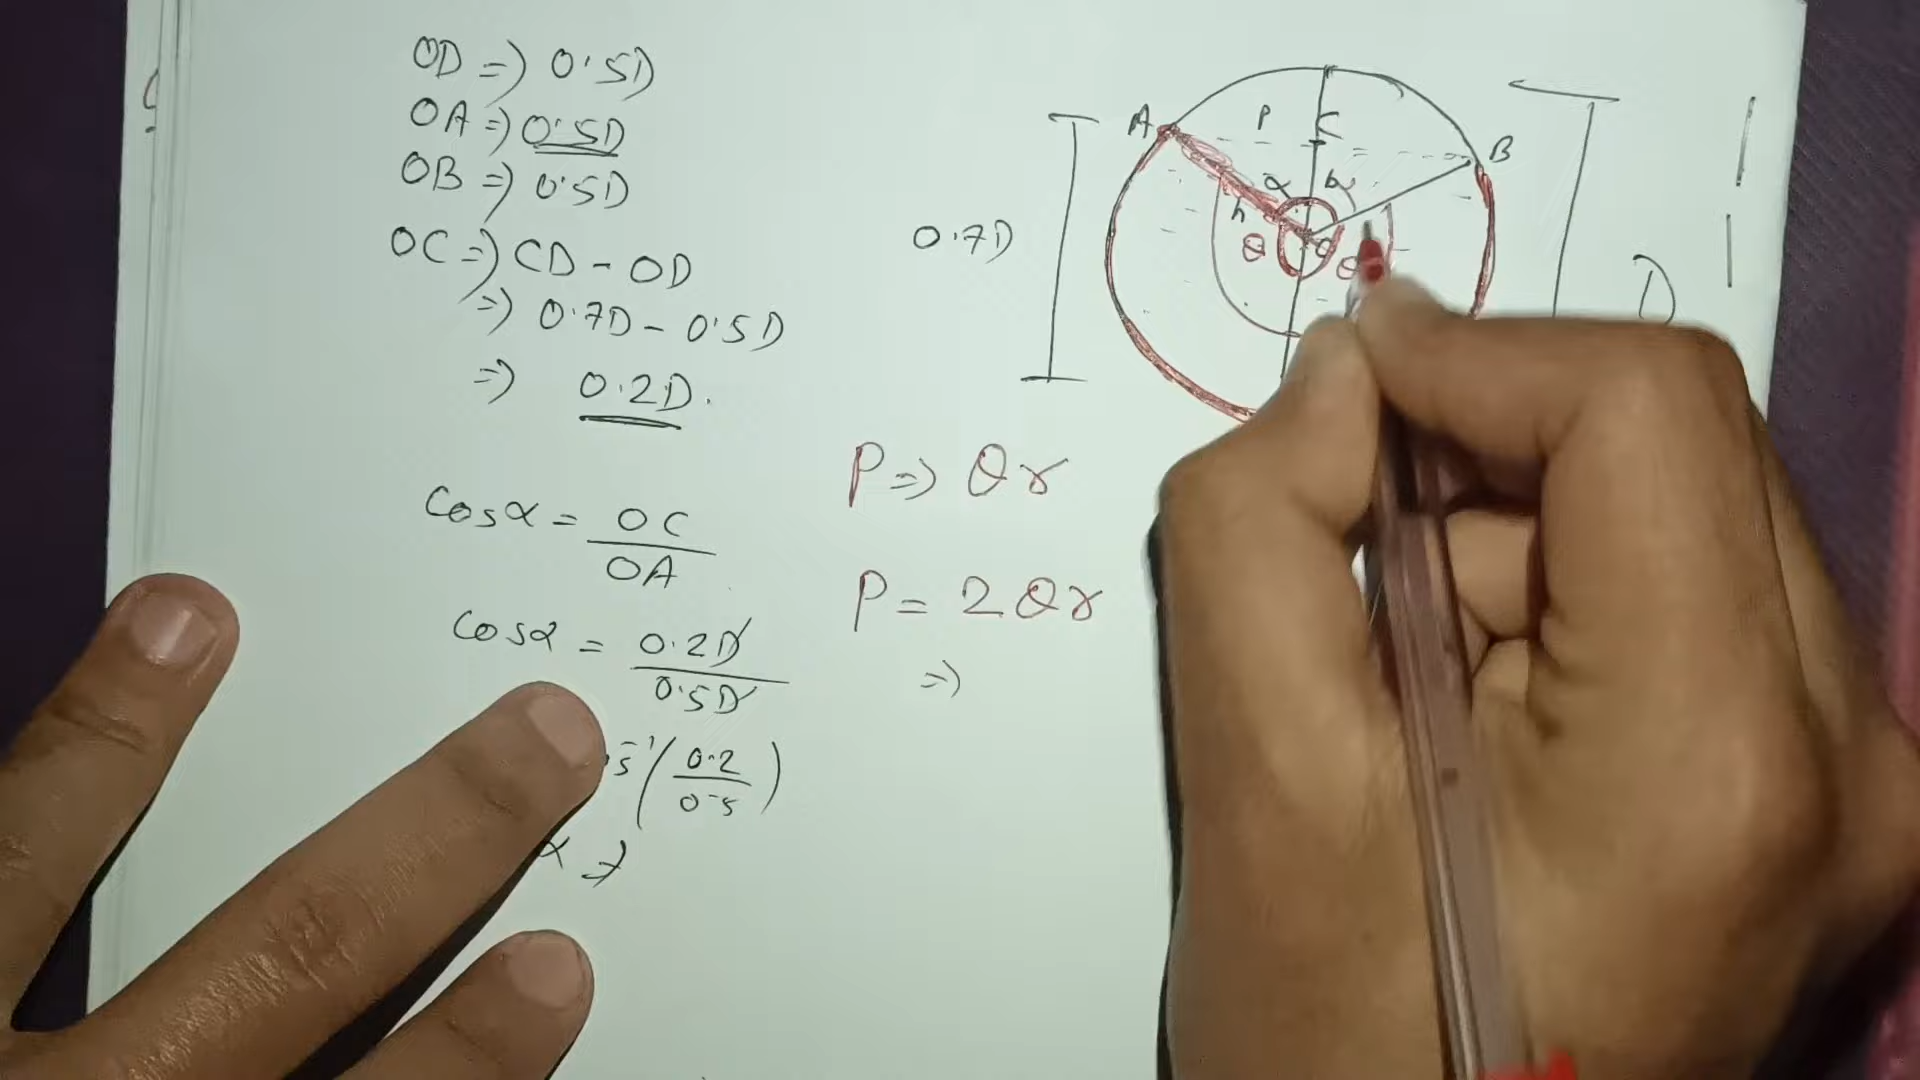 OD => 0.5D
OA => 0.5D
OB => 0.5D
OC => CD - OD
=> 0.7D - 0.5D
=> 0.2D.
Cosα = OC / OA
Cosα = 0.2D / 0.5D
s⁻¹ (0.2 / 0.5)
α
A
P
C
B
α
h
θ
O
θ
0.7D
D
P => θr
P = 2θr
=>